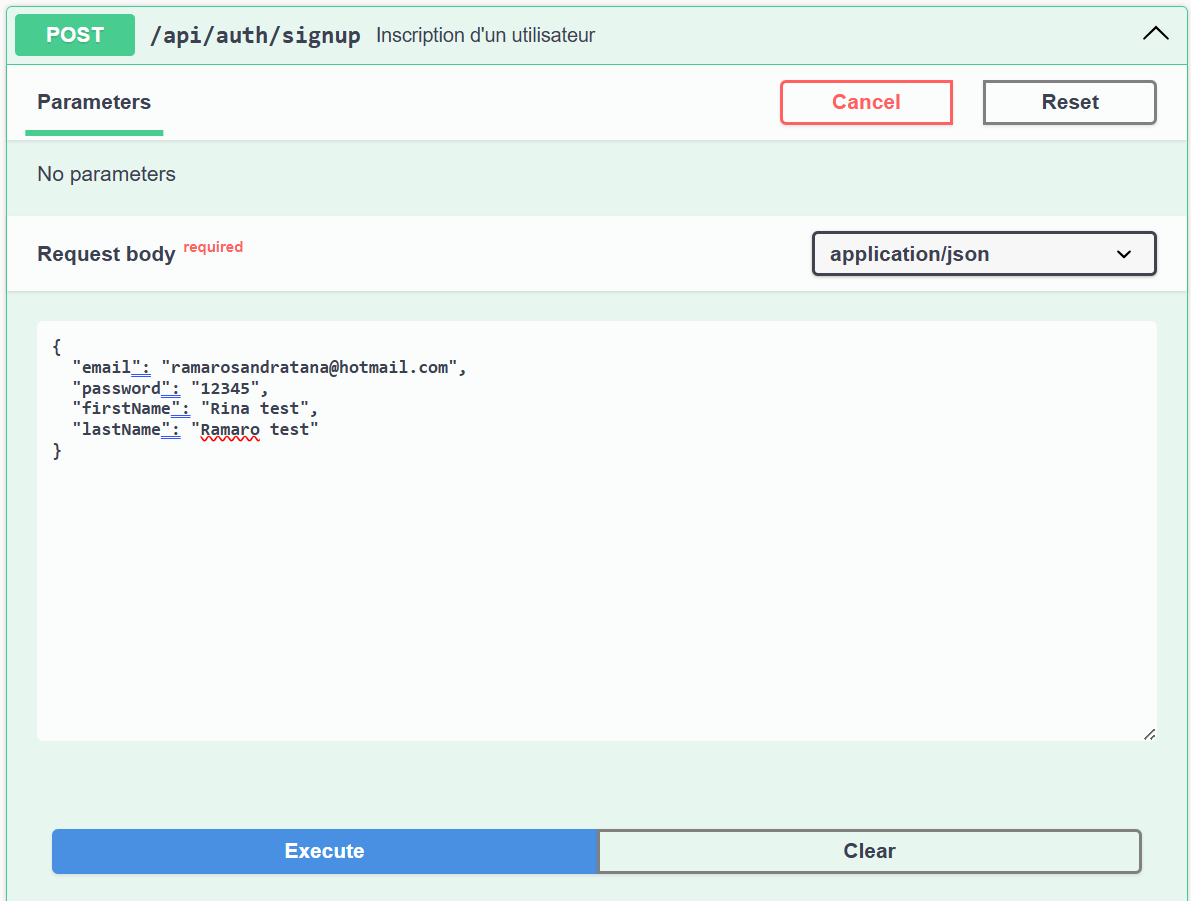 POST /api/auth/signup Inscription d'un utilisateur
Parameters Cancel Reset
No parameters
Request body required application/json
{
"email": "ramarosandratana@hotmail.com",
"password": "12345",
"firstName": "Rina test",
"lastName": "Ramaro test"
}
Execute Clear